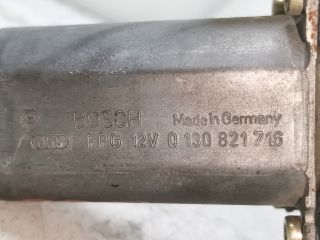 BOSCH Made in Germany
FPG 12V 0 130 821 716